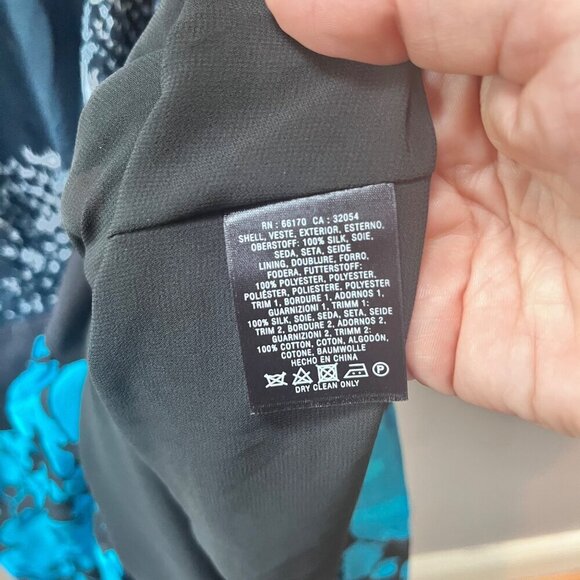 RN : 66170 CA : 32054
SHELL, VESTE, EXTERIOR, ESTERNO,
OBERSTOFF: 100% SILK, SOIE,
SEDA, SETA, SEIDE
LINING, DOUBLURE, FORRO,
FODERA, FUTTERSTOFF:
100% POLYESTER, POLYESTER,
POLIÉSTER, POLIESTERE, POLYESTER
TRIM 1, BORDURE 1, ADORNOS 1,
GUARNIZIONI 1, TRIMM 1:
100% SILK, SOIE, SEDA, SETA, SEIDE
TRIM 2, BORDURE 2, ADORNOS 2,
GUARNIZIONI 2, TRIMM 2:
100% COTTON, COTON, ALGODÓN,
COTONE, BAUMWOLLE
HECHO EN CHINA
P
DRY CLEAN ONLY